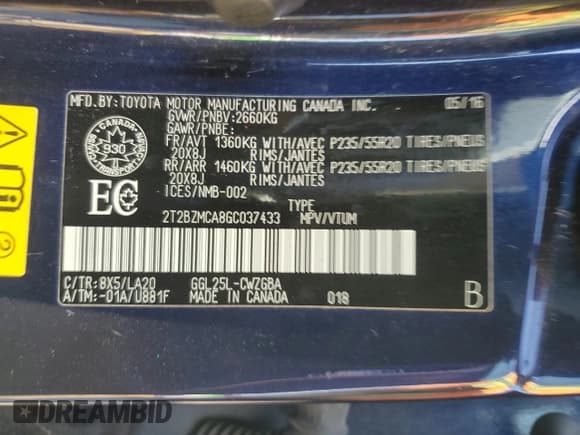 MFD.BY:TOYOTA MOTOR MANUFACTURING CANADA INC. 05/16
GVWR/PNBV:2660KG
GAWR/PNBE:
FR/AVT 1360KG WITH/AVEC P235/55R20 TIRES/PNEUS
20X8J RIMS/JANTES
RR/ARR 1460KG WITH/AVEC P235/55R20 TIRES/PNEUS
20X8J RIMS/JANTES
ICES/NMB-002
CANADA
930
TRANSPORT
EC
TYPE
2T2BZMCA8GC037433 MPV/VTUM
C/TR:8X5/LA20 GGL25L-CWZGBA
A/TM:-01A/U881F MADE IN CANADA 018 B
DREAMBID